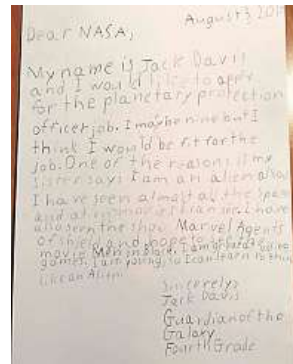 August 3, 201
Dear NASA,
My name is Jack Davis
and I would like to apply
for the planetary protection
officer job. I may be nine but I
think I would be fit for the
job. One of the reasons is my
sister says I am an alien also
I have seen almost all the space
and alien movies I can see. I have
also seen the show Marvel Agents
of Shield and hope to see the
movie Men in Black. I am great at video
games. I am young, so I can learn to think
like an Alien.
Sincerely,
Jack Davis
Guardian of the
Galaxy
Fourth Grade